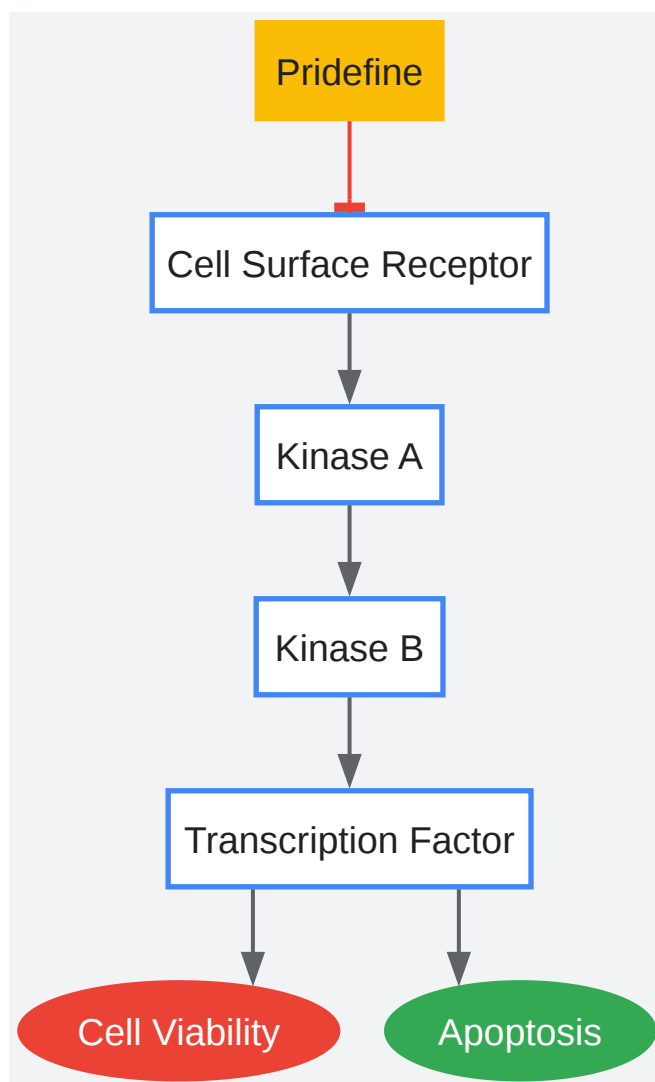 Pridefine
Cell Surface Receptor
Kinase A
Kinase B
Transcription Factor
Cell Viability
Apoptosis